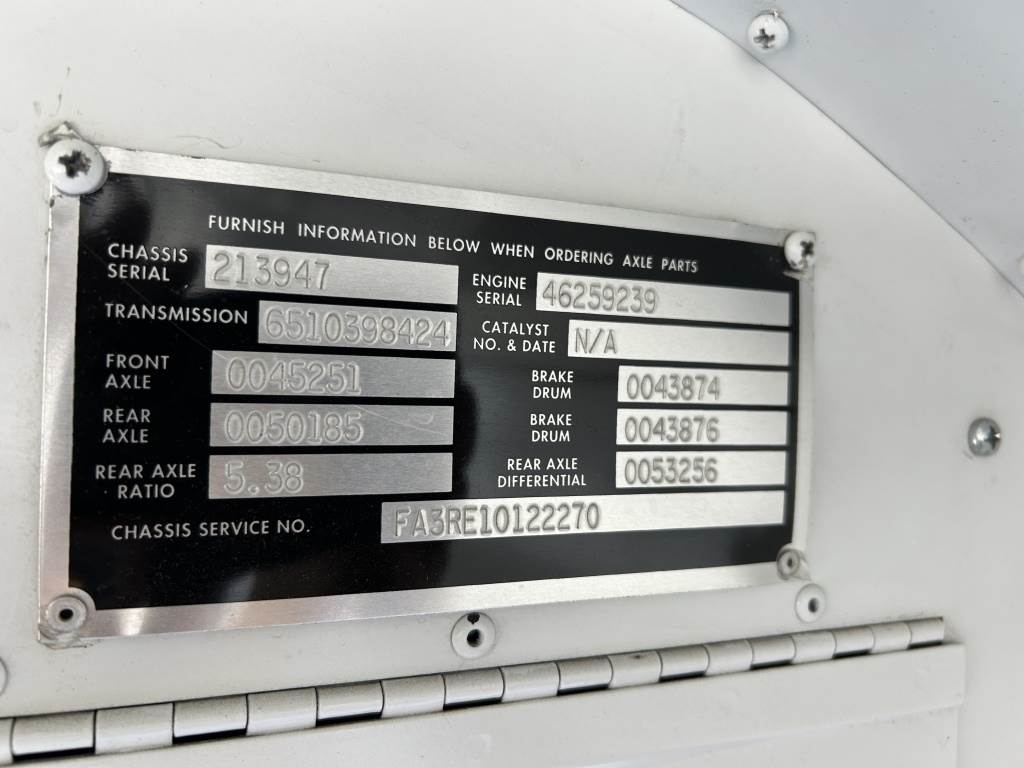 FURNISH INFORMATION BELOW WHEN ORDERING AXLE PARTS
CHASSIS
SERIAL
213947
ENGINE
SERIAL
46259239
TRANSMISSION
6510398424
CATALYST
NO. & DATE
N/A
FRONT
AXLE
0045251
BRAKE
DRUM
0043874
REAR
AXLE
0050185
BRAKE
DRUM
0043876
REAR AXLE
RATIO
5.38
REAR AXLE
DIFFERENTIAL
0053256
CHASSIS SERVICE NO.
FA3RE10122270